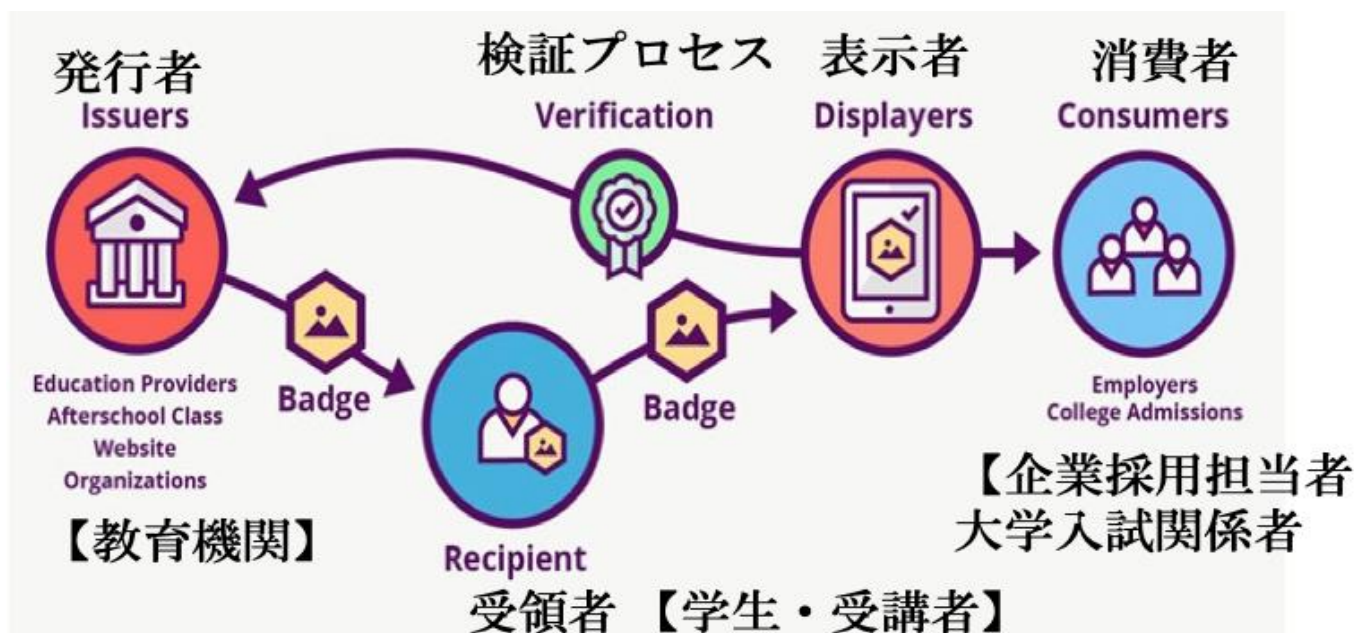 発行者
Issuers
検証プロセス
Verification
表示者
Displayers
消費者
Consumers
Education Providers
Afterschool Class
Website
Organizations
【教育機関】
Badge
Recipient
受領者 【学生・受講者】
Badge
Employers
College Admissions
【企業採用担当者
大学入試関係者